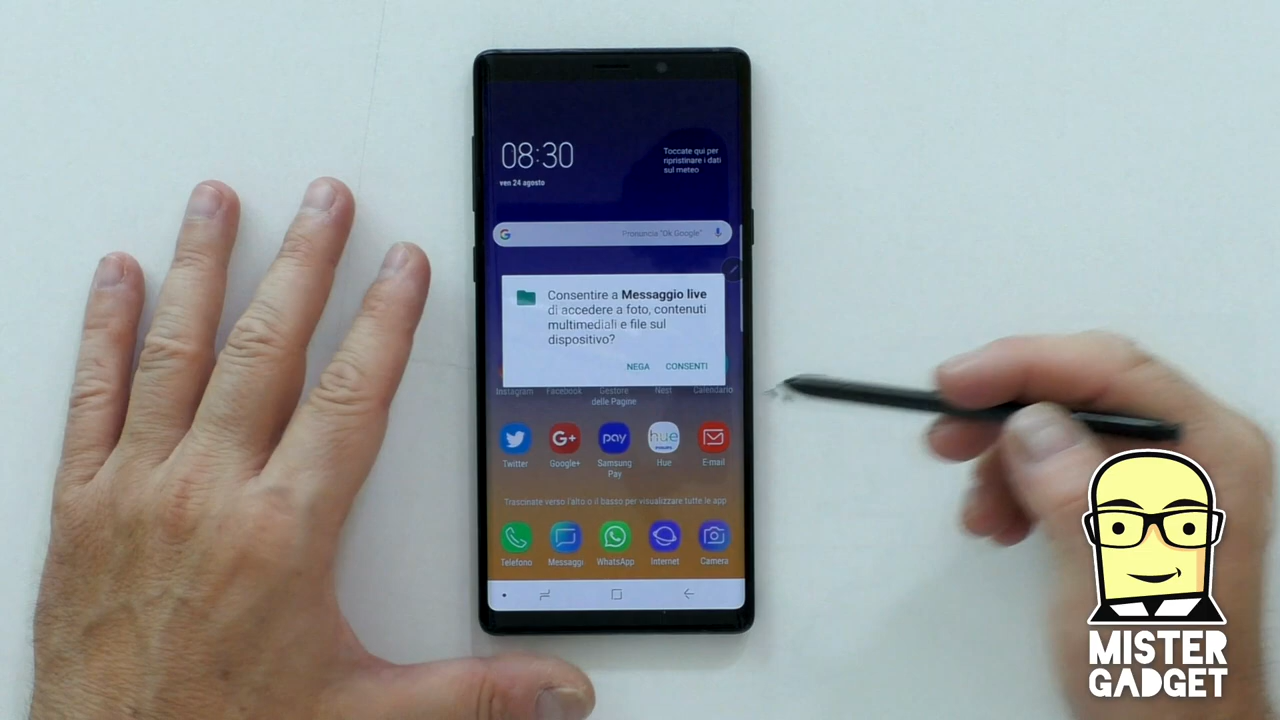 08:30
ven 24 agosto
Toccate qui per
ripristinare i dati
sul meteo
Pronuncia "Ok Google"
Consentire a Messaggio live
di accedere a foto, contenuti
multimediali e file sul
dispositivo?
NEGA CONSENTI
Instagram Facebook Gestore Nest Calendario
delle Pagine
G+ pay hue
Twitter Google+ Samsung Hue E-mail
Pay
Trascinate verso l'alto o il basso per visualizzare tutte le app
Telefono Messaggi WhatsApp Internet Camera
MISTER
GADGET